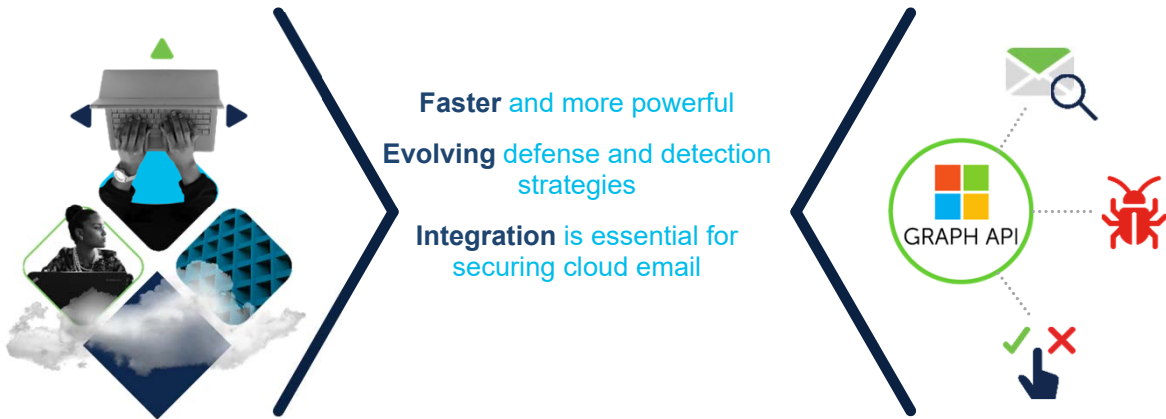 Faster and more powerful
Evolving defense and detection
strategies
Integration is essential for
securing cloud email
GRAPH API